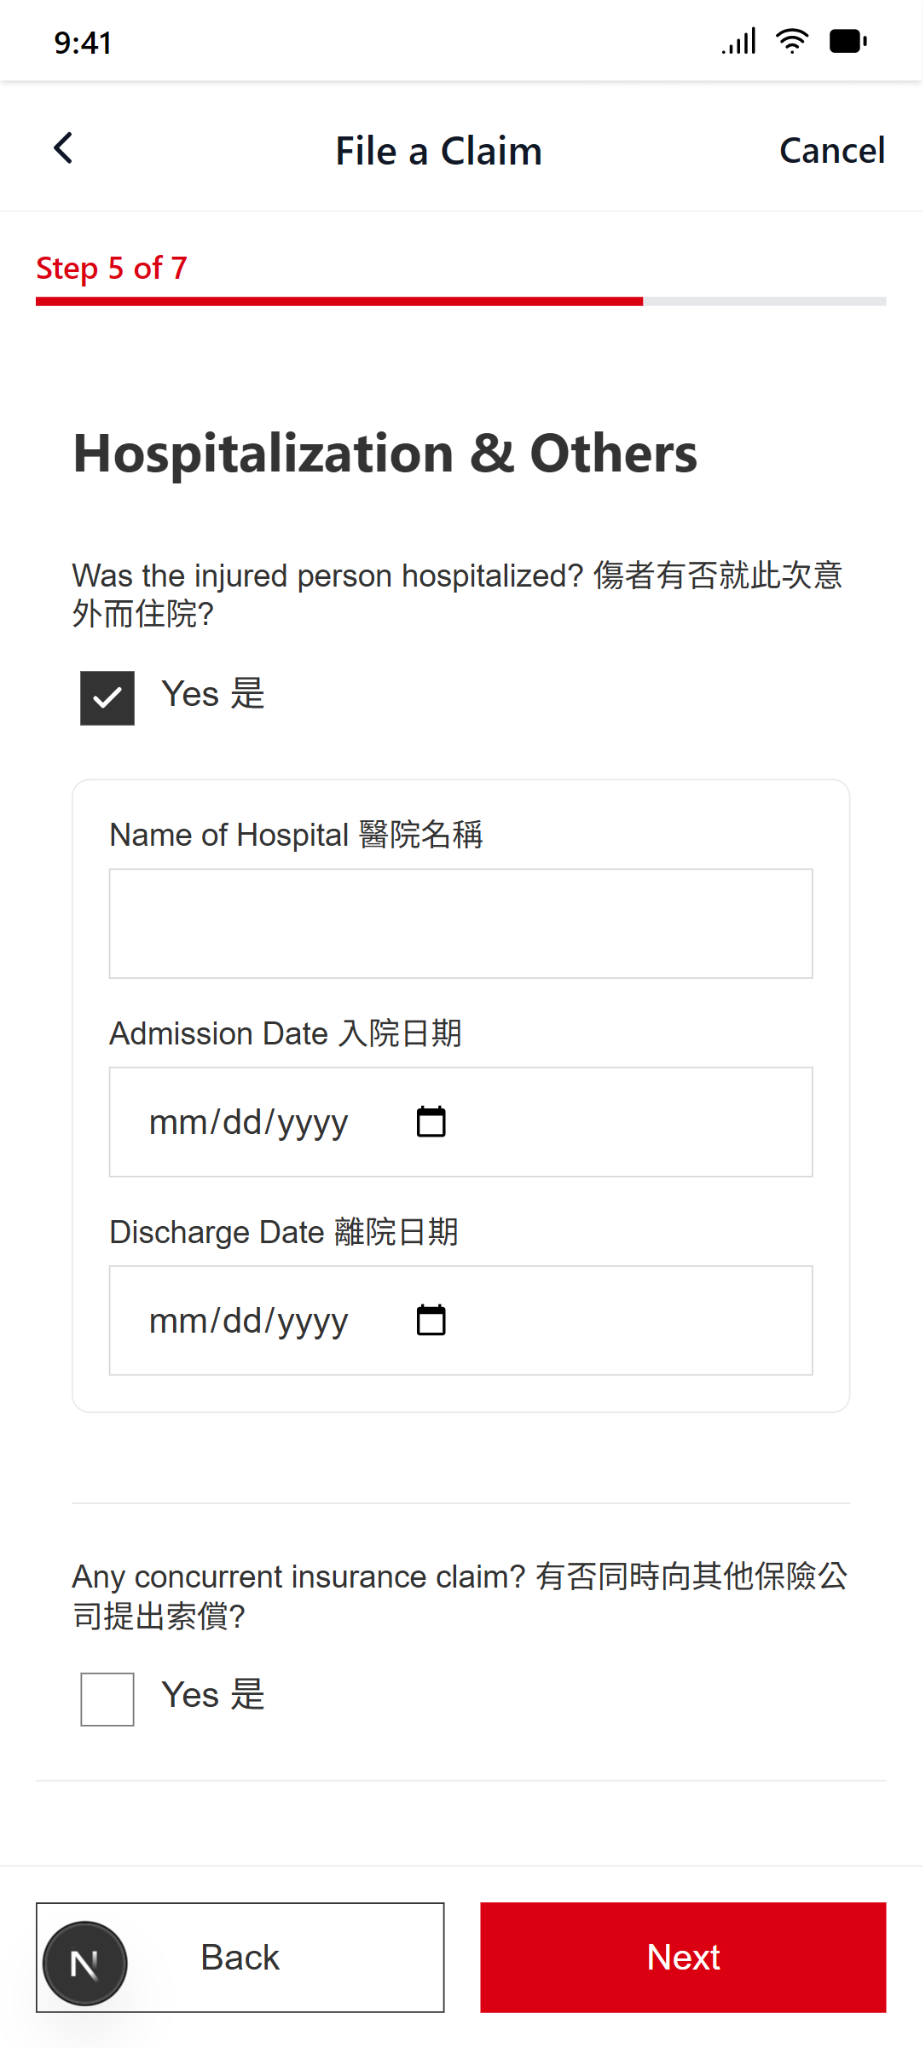 9:41
File a Claim
Cancel
Step 5 of 7
Hospitalization & Others
Was the injured person hospitalized? 傷者有否就此次意
外而住院?
Yes 是
Name of Hospital 醫院名稱
Admission Date 入院日期
mm/dd/yyyy
Discharge Date 離院日期
mm/dd/yyyy
Any concurrent insurance claim? 有否同時向其他保險公
司提出索償?
Yes 是
N
Back
Next